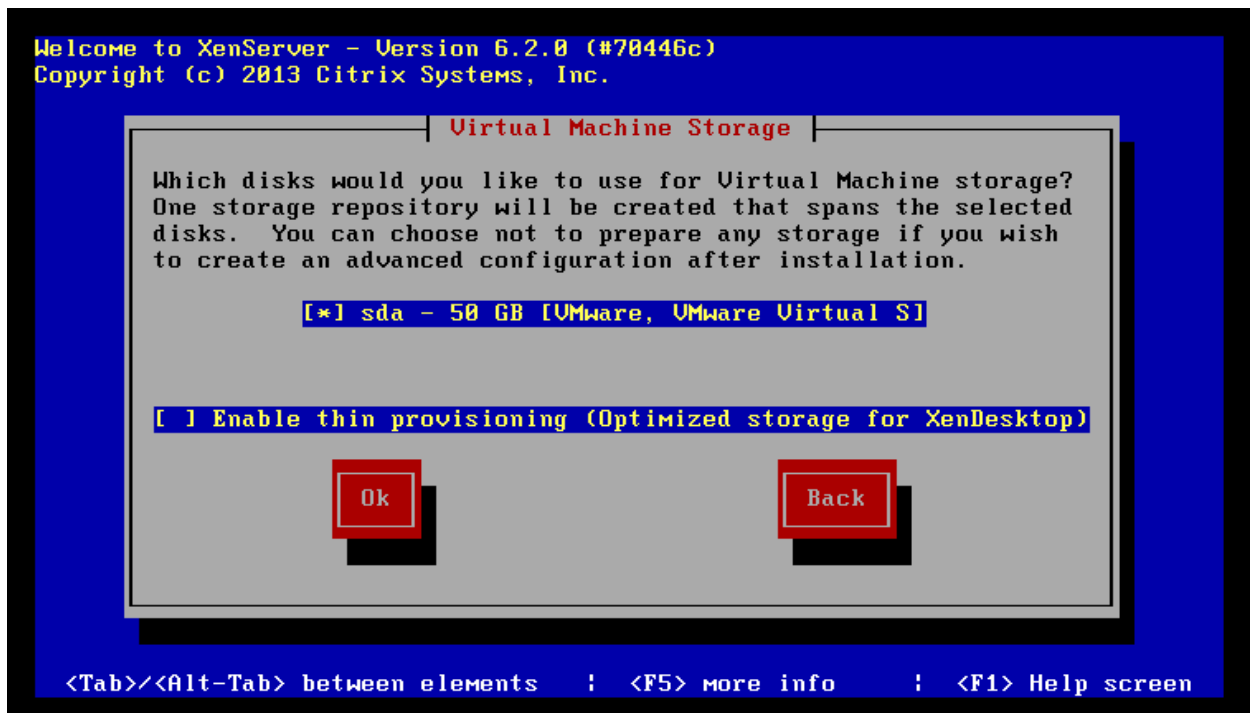 Welcome to XenServer - Version 6.2.0 (#70446c)
Copyright (c) 2013 Citrix Systems, Inc.
Virtual Machine Storage
Which disks would you like to use for Virtual Machine storage?
One storage repository will be created that spans the selected
disks.  You can choose not to prepare any storage if you wish
to create an advanced configuration after installation.
[*] sda - 50 GB [VMware, VMware Virtual S]
[ ] Enable thin provisioning (Optimized storage for XenDesktop)
Ok Back
<Tab>/<Alt-Tab> between elements   ¦  <F5> more info     ¦  <F1> Help screen